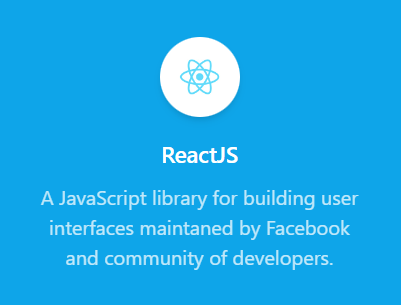 ReactJS
A JavaScript library for building user
interfaces maintaned by Facebook
and community of developers.